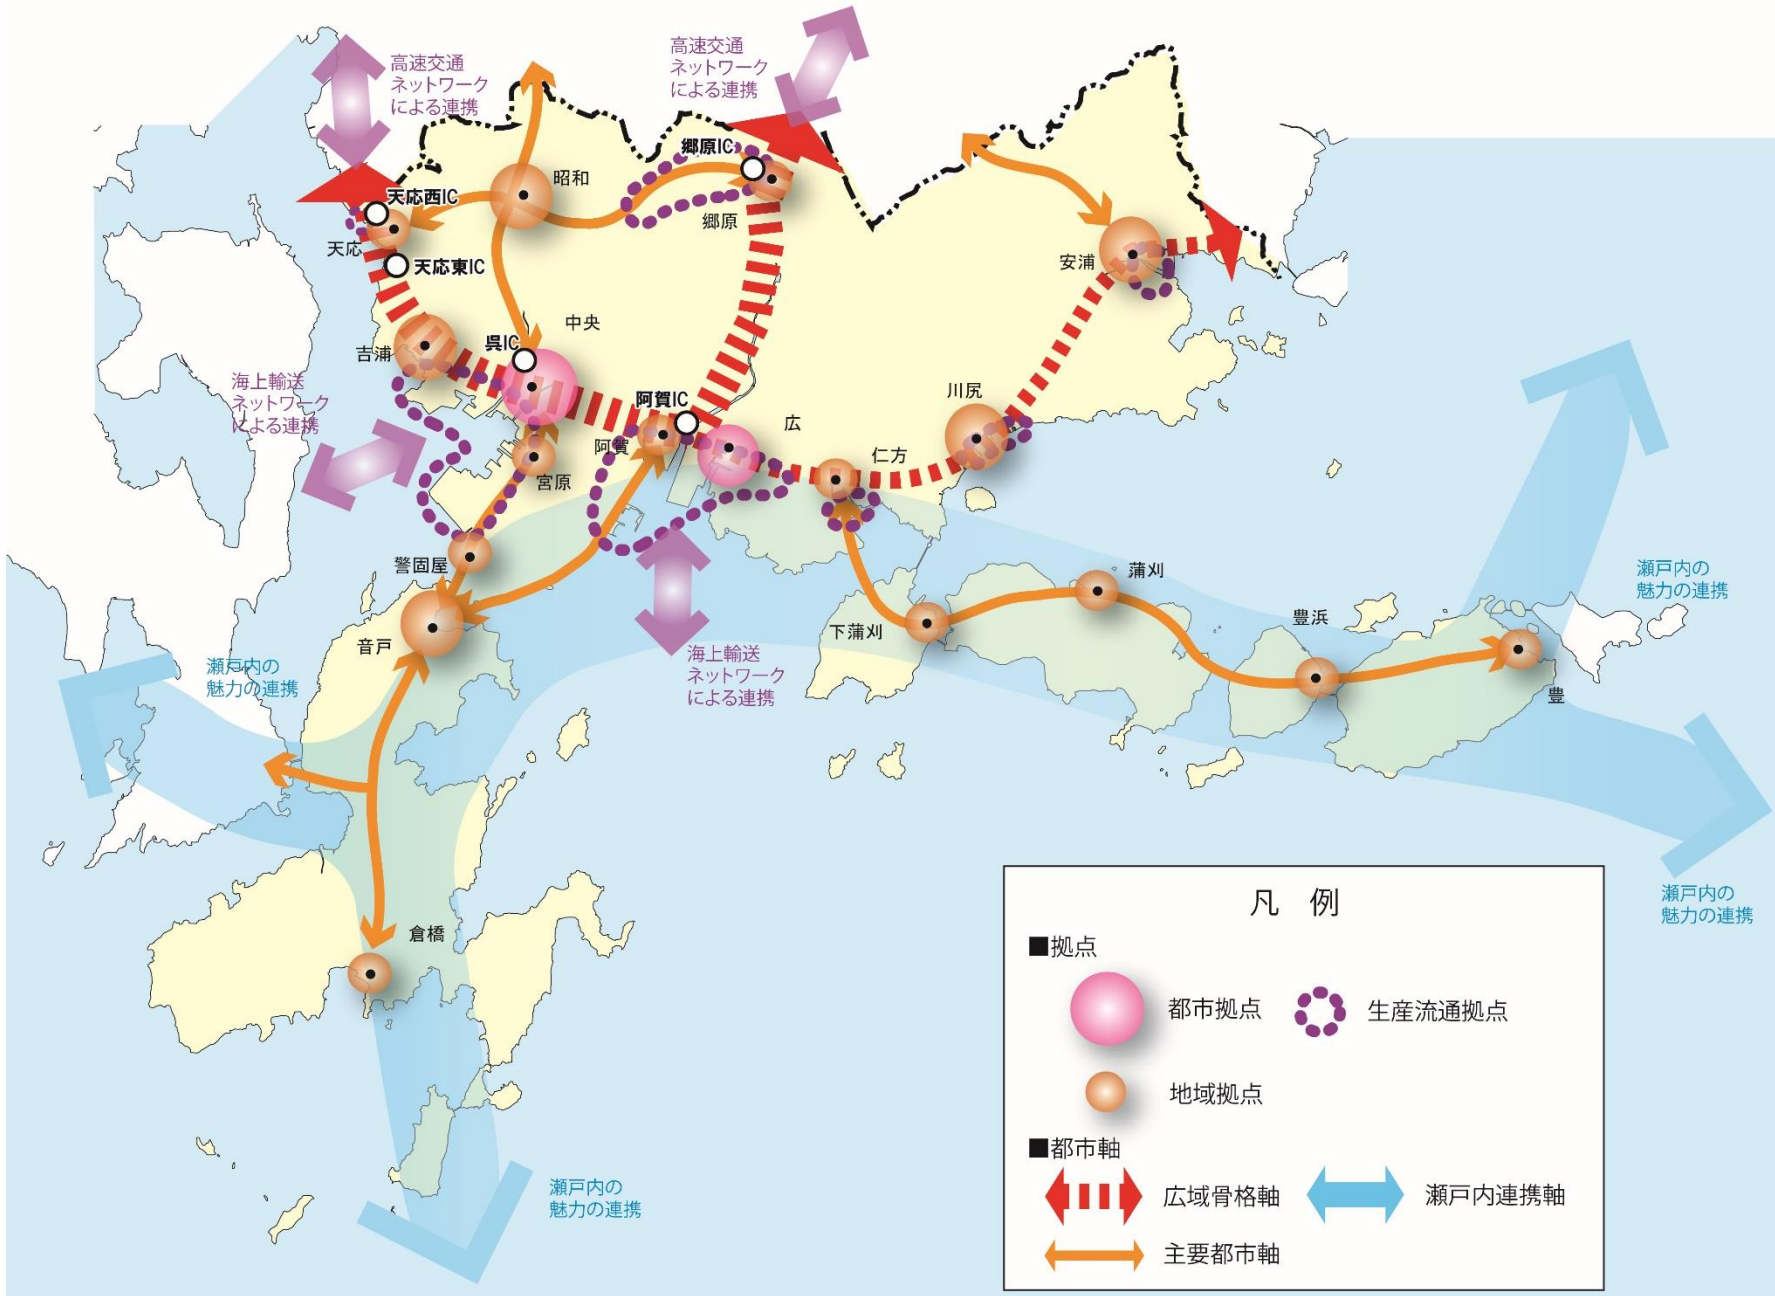 高速交通
ネットワーク
による連携
高速交通
ネットワーク
による連携
郷原IC
昭和
天応西IC
郷原
天応
天応東IC
安浦
中央
呉IC
吉浦
海上輸送
ネットワーク
による連携
阿賀IC
川尻
広
阿賀
仁方
宮原
警固屋
蒲刈
瀬戸内の
魅力の連携
豊浜
下蒲刈
音戸
海上輸送
ネットワーク
による連携
瀬戸内の
魅力の連携
豊
瀬戸内の
魅力の連携
倉橋
瀬戸内の
魅力の連携
凡 例
■拠点
都市拠点
生産流通拠点
地域拠点
■都市軸
広域骨格軸
瀬戸内連携軸
主要都市軸